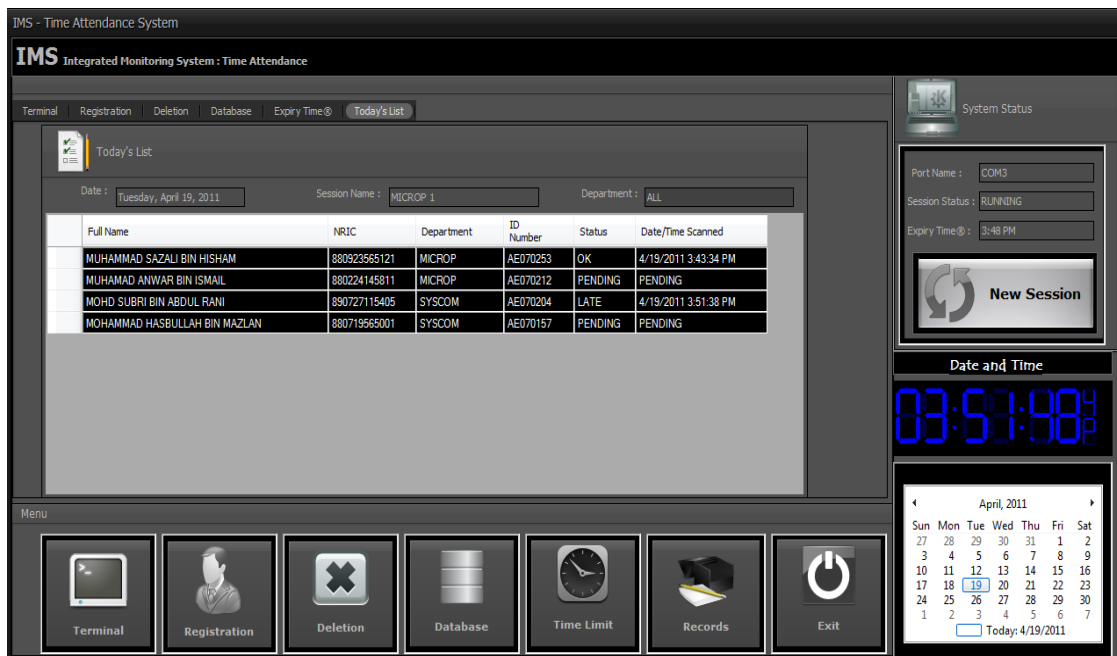 IMS - Time Attendance System
IMS Integrated Monitoring System : Time Attendance
Terminal Registration Deletion Database Expiry Time® Today's List
Today's List
Date : Tuesday, April 19, 2011 Session Name : MICROP 1 Department : ALL
Full Name NRIC Department ID Number Status Date/Time Scanned
MUHAMMAD SAZALI BIN HISHAM 880923565121 MICROP AE070253 OK 4/19/2011 3:43:34 PM
MUHAMAD ANWAR BIN ISMAIL 880224145811 MICROP AE070212 PENDING PENDING
MOHD SUBRI BIN ABDUL RANI 890727115405 SYSCOM AE070204 LATE 4/19/2011 3:51:38 PM
MOHAMMAD HASBULLAH BIN MAZLAN 880719565001 SYSCOM AE070157 PENDING PENDING
Menu
Terminal Registration Deletion Database Time Limit Records Exit
System Status
Port Name : COM3
Session Status : RUNNING
Expiry Time® : 3:48 PM
New Session
Date and Time
03:51:48 P
April, 2011
Sun Mon Tue Wed Thu Fri Sat
27 28 29 30 31 1 2
3 4 5 6 7 8 9
10 11 12 13 14 15 16
17 18 19 20 21 22 23
24 25 26 27 28 29 30
1 2 3 4 5 6 7
Today: 4/19/2011